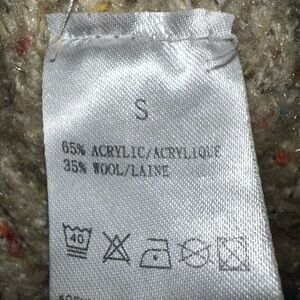 S
65% ACRYLIC/ACRYLIQUE
35% WOOL/LAINE
40